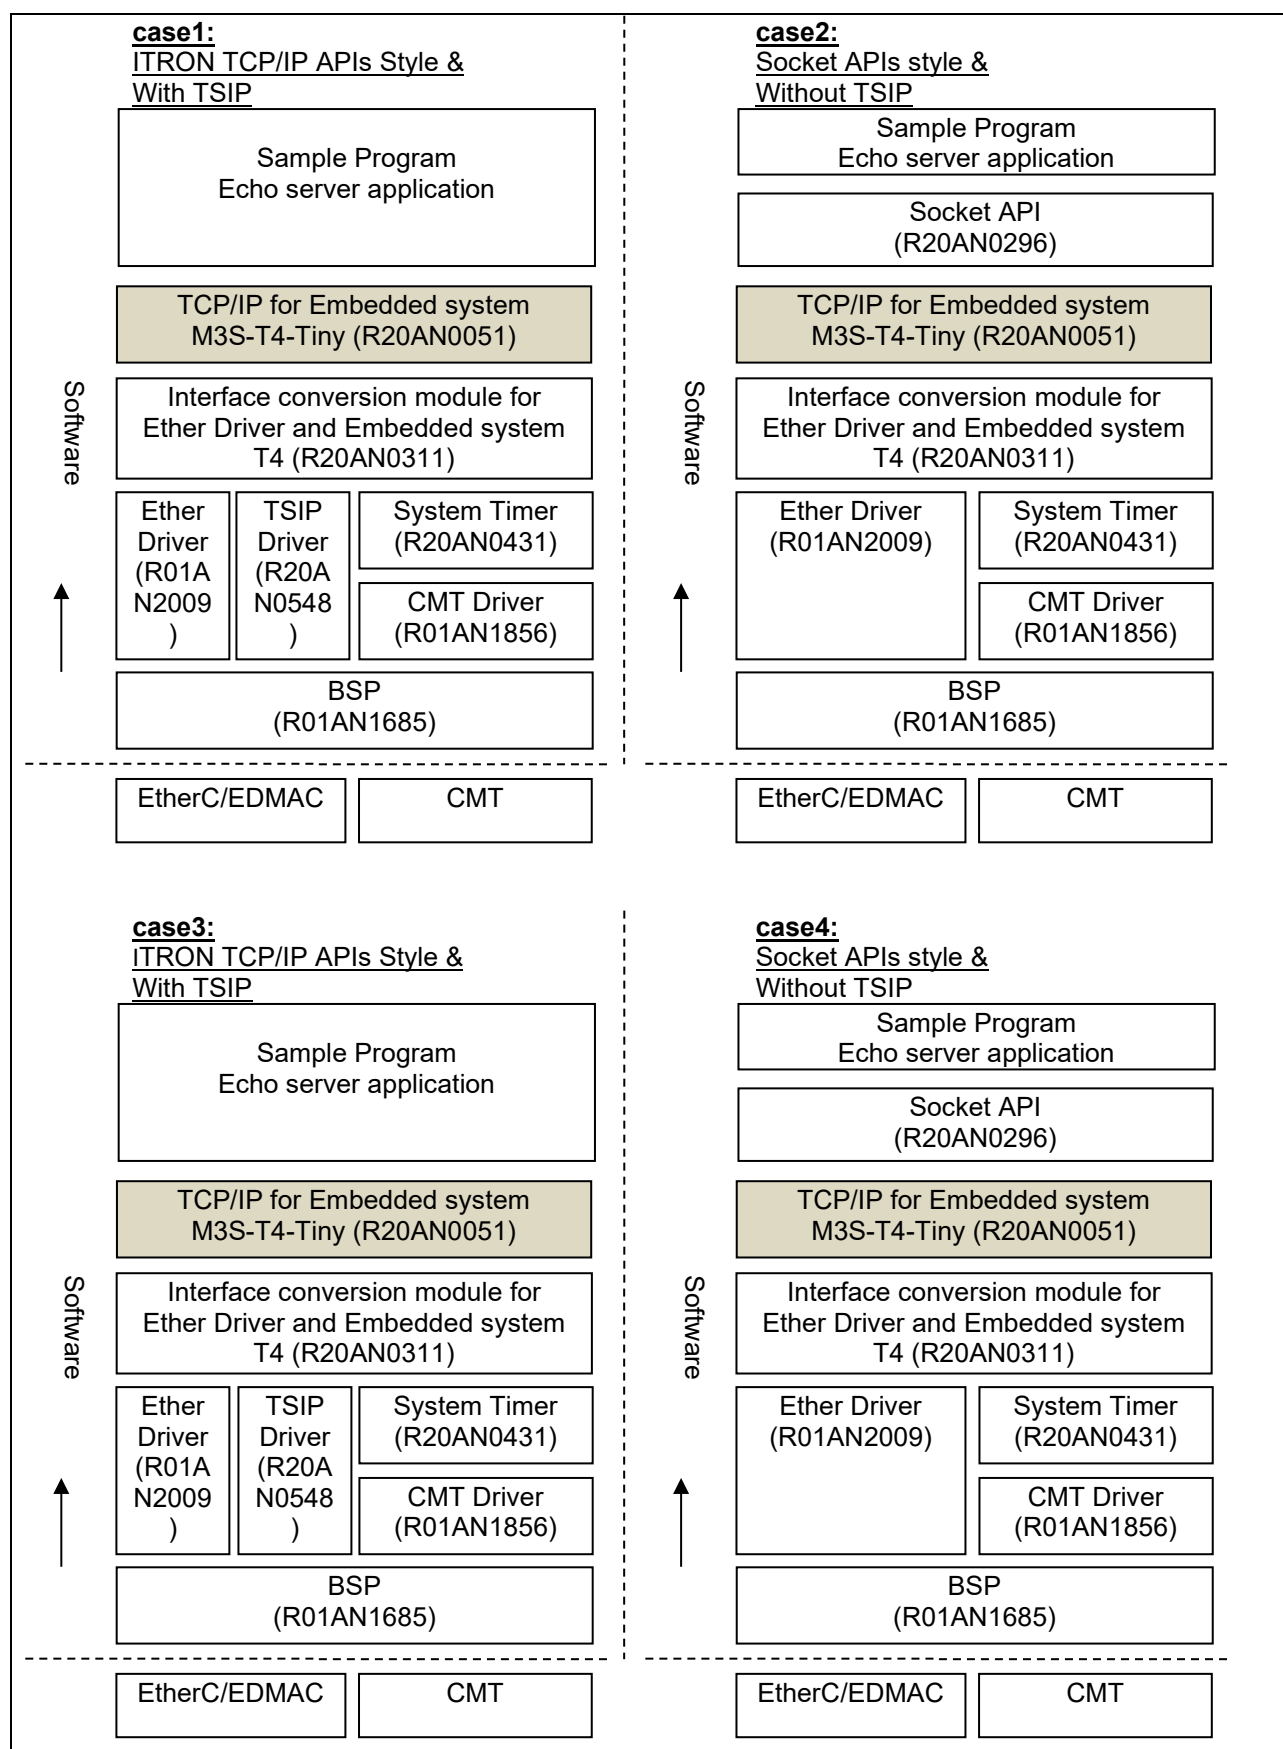 case1:
ITRON TCP/IP APIs Style &
With TSIP
Sample Program
Echo server application
TCP/IP for Embedded system
M3S-T4-Tiny (R20AN0051)
Interface conversion module for
Ether Driver and Embedded system
T4 (R20AN0311)
Software
Ether
Driver
(R01A
N2009
)
TSIP
Driver
(R20A
N0548
)
System Timer
(R20AN0431)
CMT Driver
(R01AN1856)
BSP
(R01AN1685)
EtherC/EDMAC
CMT
case2:
Socket APIs style &
Without TSIP
Sample Program
Echo server application
Socket API
(R20AN0296)
TCP/IP for Embedded system
M3S-T4-Tiny (R20AN0051)
Interface conversion module for
Ether Driver and Embedded system
T4 (R20AN0311)
Software
Ether Driver
(R01AN2009)
System Timer
(R20AN0431)
CMT Driver
(R01AN1856)
BSP
(R01AN1685)
EtherC/EDMAC
CMT
case3:
ITRON TCP/IP APIs Style &
With TSIP
Sample Program
Echo server application
TCP/IP for Embedded system
M3S-T4-Tiny (R20AN0051)
Interface conversion module for
Ether Driver and Embedded system
T4 (R20AN0311)
Software
Ether
Driver
(R01A
N2009
)
TSIP
Driver
(R20A
N0548
)
System Timer
(R20AN0431)
CMT Driver
(R01AN1856)
BSP
(R01AN1685)
EtherC/EDMAC
CMT
case4:
Socket APIs style &
Without TSIP
Sample Program
Echo server application
Socket API
(R20AN0296)
TCP/IP for Embedded system
M3S-T4-Tiny (R20AN0051)
Interface conversion module for
Ether Driver and Embedded system
T4 (R20AN0311)
Software
Ether Driver
(R01AN2009)
System Timer
(R20AN0431)
CMT Driver
(R01AN1856)
BSP
(R01AN1685)
EtherC/EDMAC
CMT